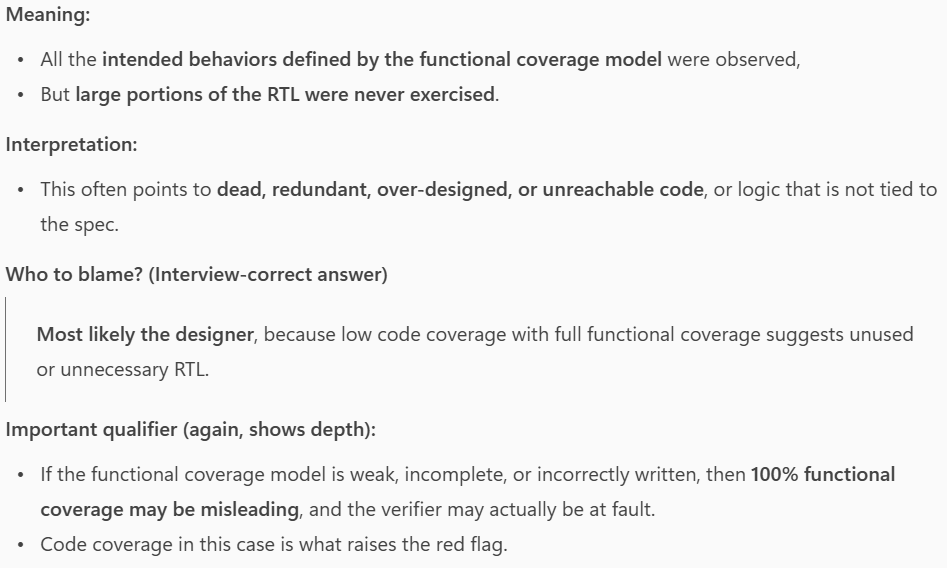 Meaning:
• All the intended behaviors defined by the functional coverage model were observed,
• But large portions of the RTL were never exercised.
Interpretation:
• This often points to dead, redundant, over-designed, or unreachable code, or logic that is not tied to
the spec.
Who to blame? (Interview-correct answer)
Most likely the designer, because low code coverage with full functional coverage suggests unused
or unnecessary RTL.
Important qualifier (again, shows depth):
• If the functional coverage model is weak, incomplete, or incorrectly written, then 100% functional
coverage may be misleading, and the verifier may actually be at fault.
• Code coverage in this case is what raises the red flag.